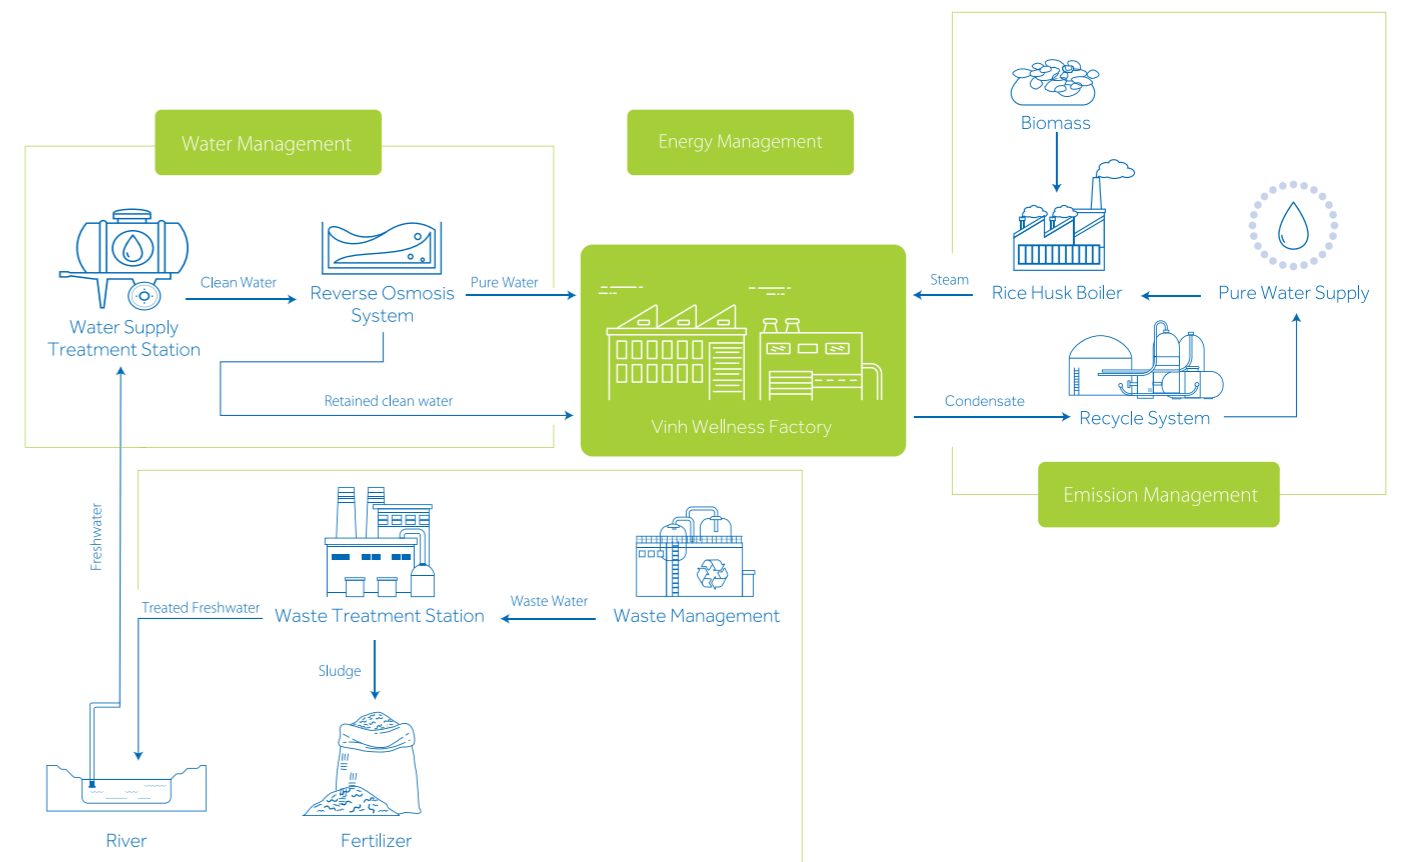 Water Management
Energy Management
Biomass
Clean Water
Reverse Osmosis
System
Pure Water
Water Supply
Treatment Station
Retained clean water
Vinh Wellness Factory
Steam
Rice Husk Boiler
Pure Water Supply
Condensate
Recycle System
Emission Management
Freshwater
Treated Freshwater
Waste Treatment Station
Waste Water
Waste Management
Sludge
River
Fertilizer